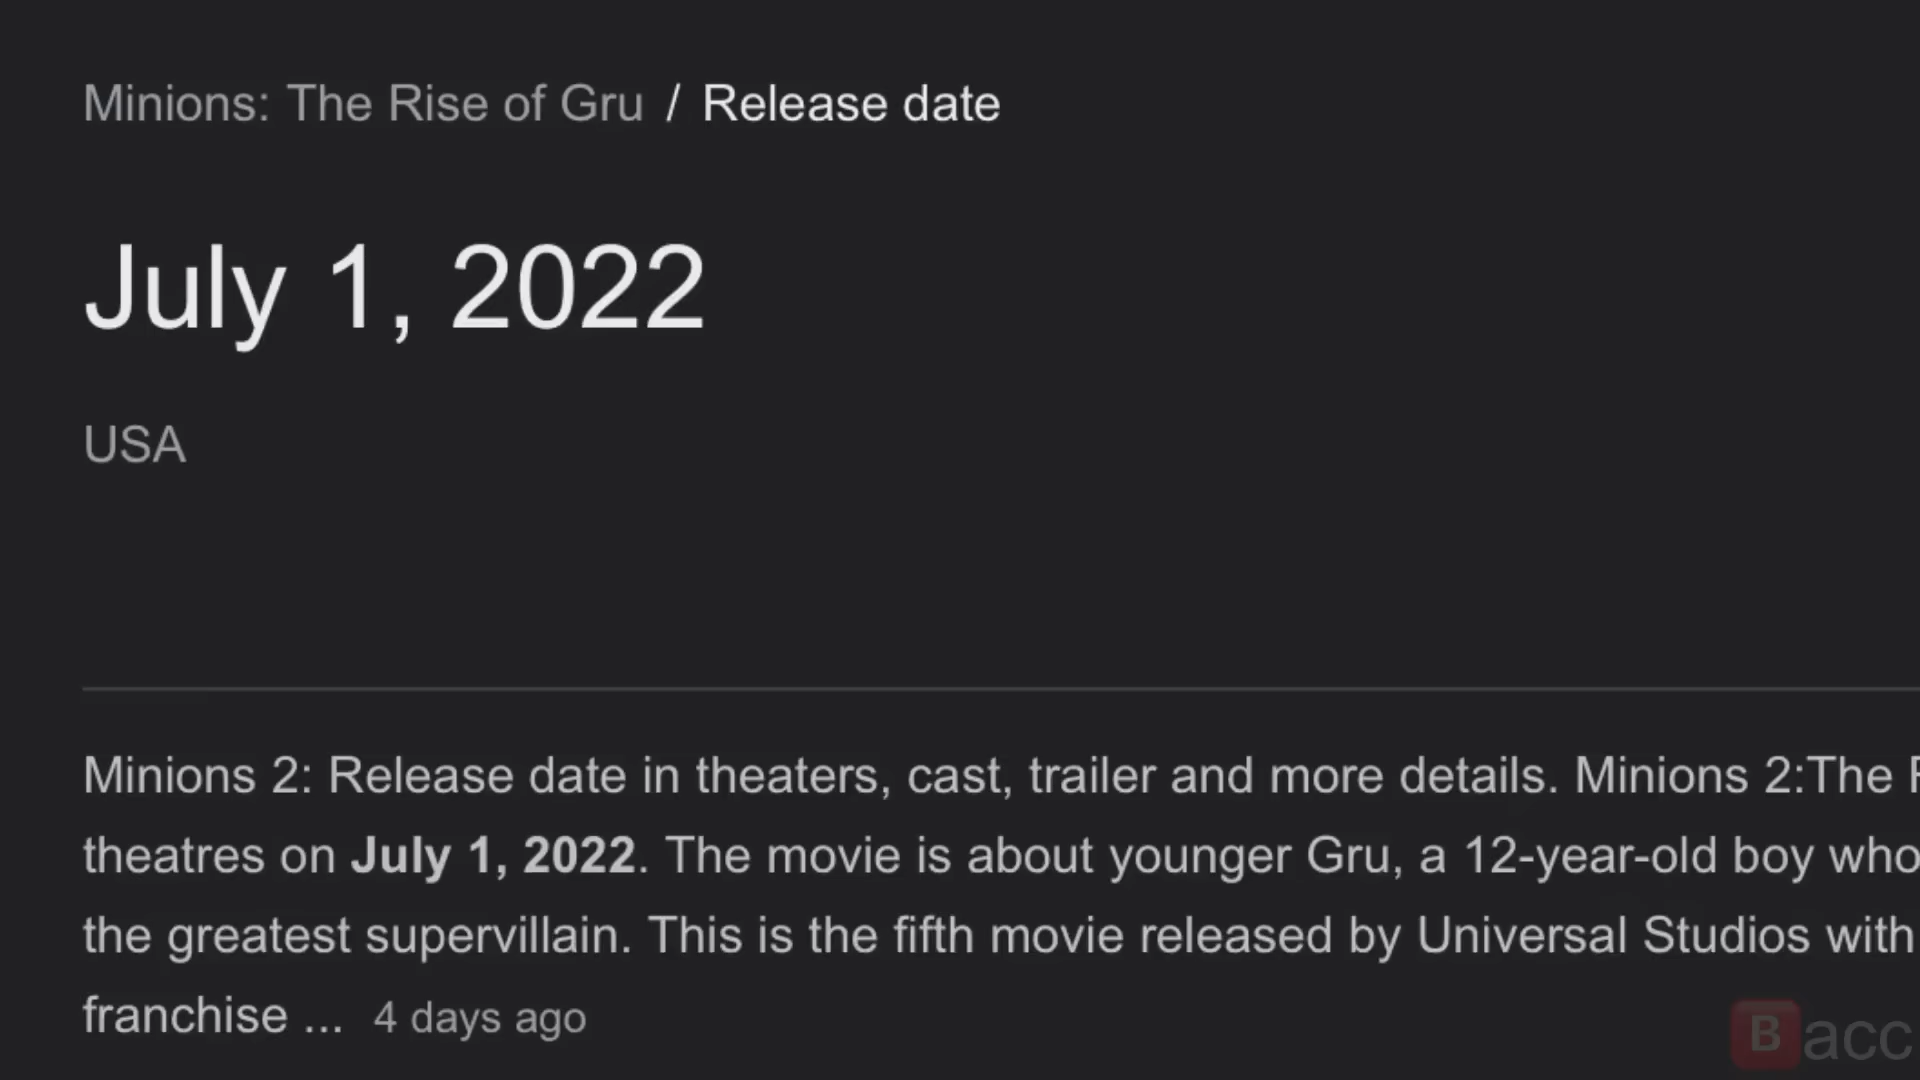 Minions: The Rise of Gru / Release date
July 1, 2022
USA
Minions 2: Release date in theaters, cast, trailer and more details. Minions 2:The
theatres on July 1, 2022. The movie is about younger Gru, a 12-year-old boy who
the greatest supervillain. This is the fifth movie released by Universal Studios with
franchise ... 4 days ago
Bacc